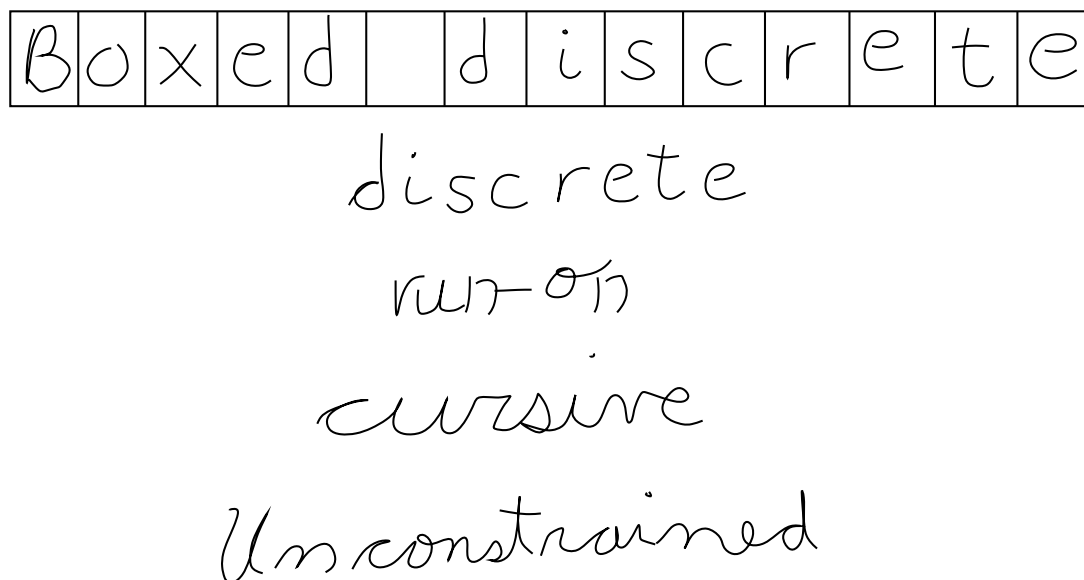 Boxed discrete
discrete
run-on
cursive
Unconstrained